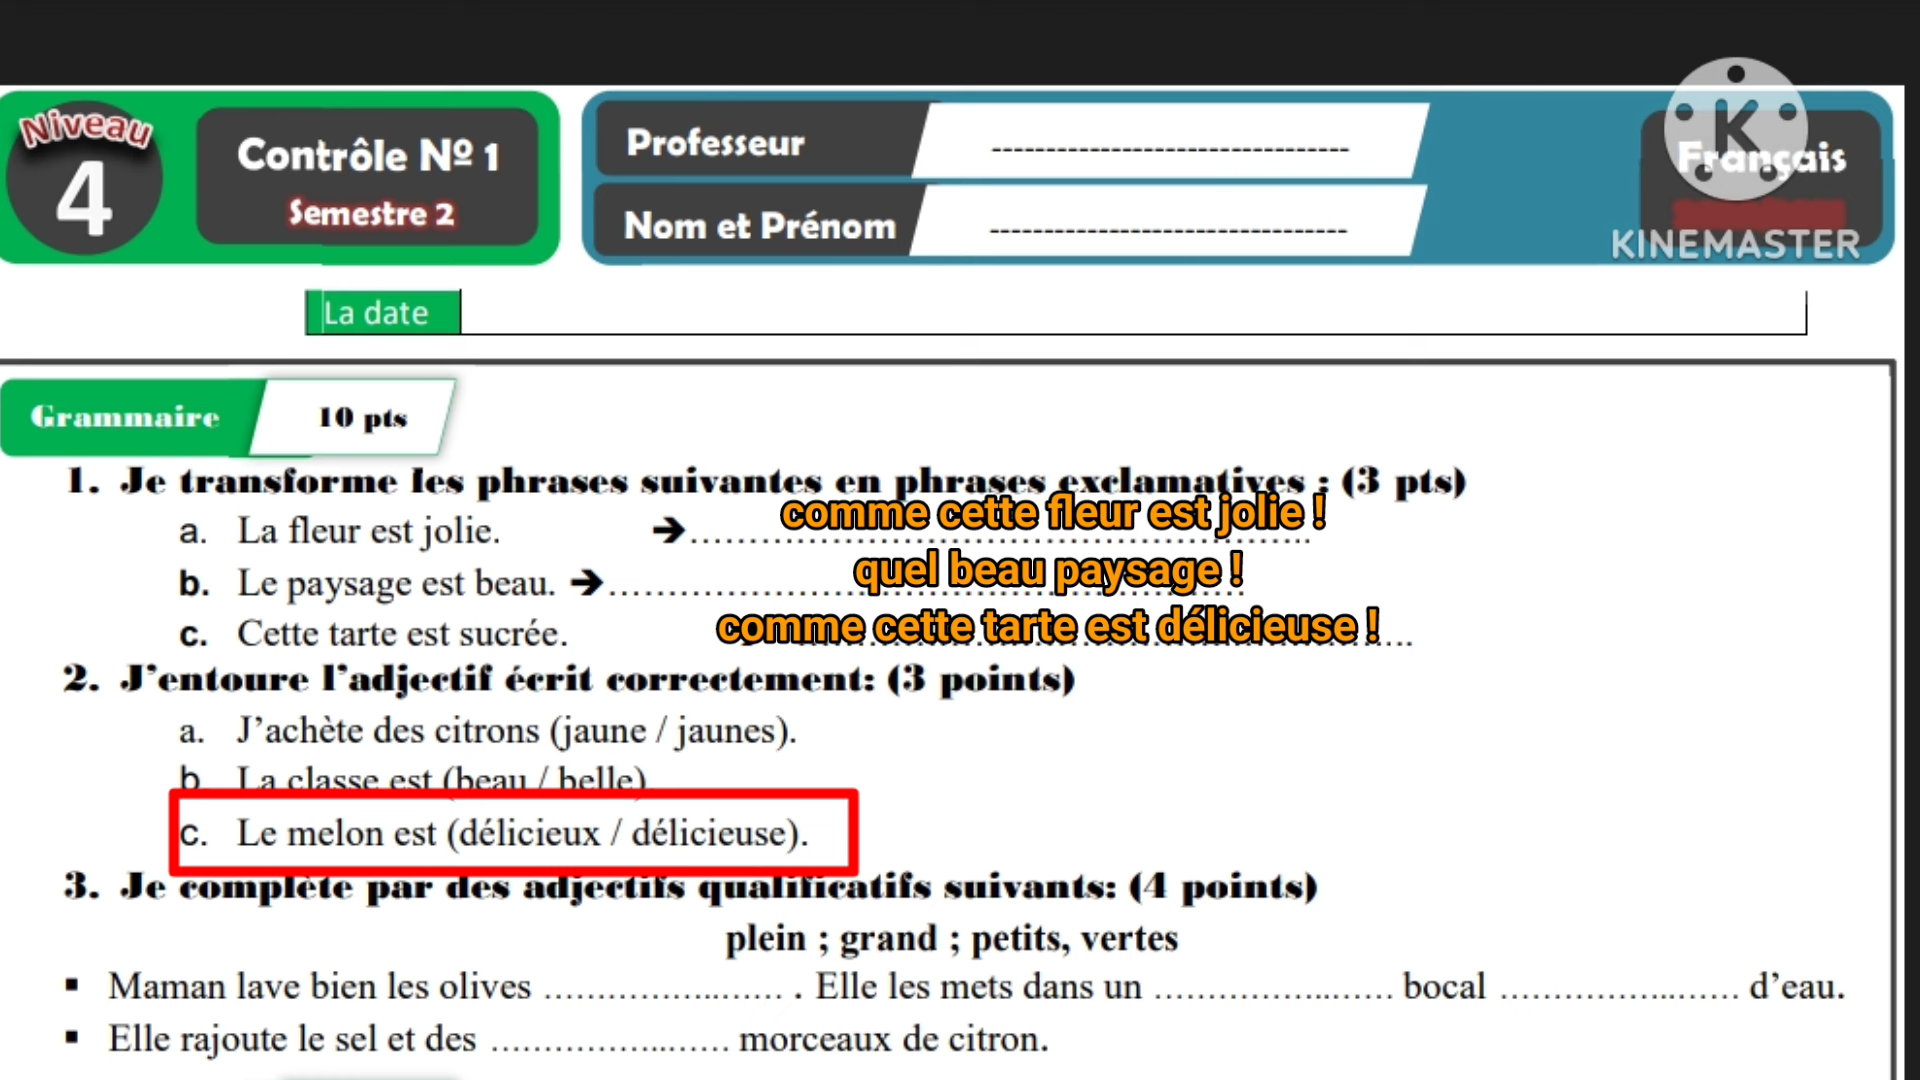 Niveau
4
Contrôle Nº 1
Semestre 2
Professeur --------------------------------
Nom et Prénom --------------------------------
Français
KINEMASTER
La date
Grammaire 10 pts
1. Je transforme les phrases suivantes en phrases exclamatives : (3 pts)
a. La fleur est jolie. ➔ comme cette fleur est jolie !
b. Le paysage est beau. ➔ quel beau paysage !
c. Cette tarte est sucrée. comme cette tarte est délicieuse !
2. J'entoure l'adjectif écrit correctement: (3 points)
a. J'achète des citrons (jaune / jaunes).
b. La classe est (beau / belle)
c. Le melon est (délicieux / délicieuse).
3. Je complète par des adjectifs qualificatifs suivants: (4 points)
plein ; grand ; petits, vertes
▪ Maman lave bien les olives .......................... . Elle les mets dans un .......................... bocal .......................... d'eau.
▪ Elle rajoute le sel et des .......................... morceaux de citron.